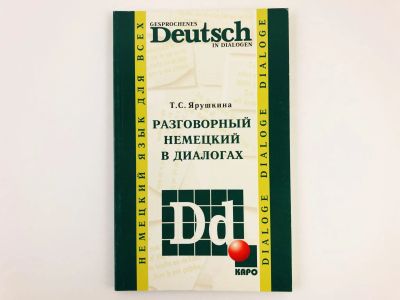 GESPROCHENES
Deutsch
IN DIALOGEN
Т.С. Ярушкина
РАЗГОВОРНЫЙ
НЕМЕЦКИЙ
В ДИАЛОГАХ
Dd
КАРО
НЕМЕЦКИЙ ЯЗЫК ДЛЯ ВСЕХ
DIALOGE DIALOGE DIALOGE